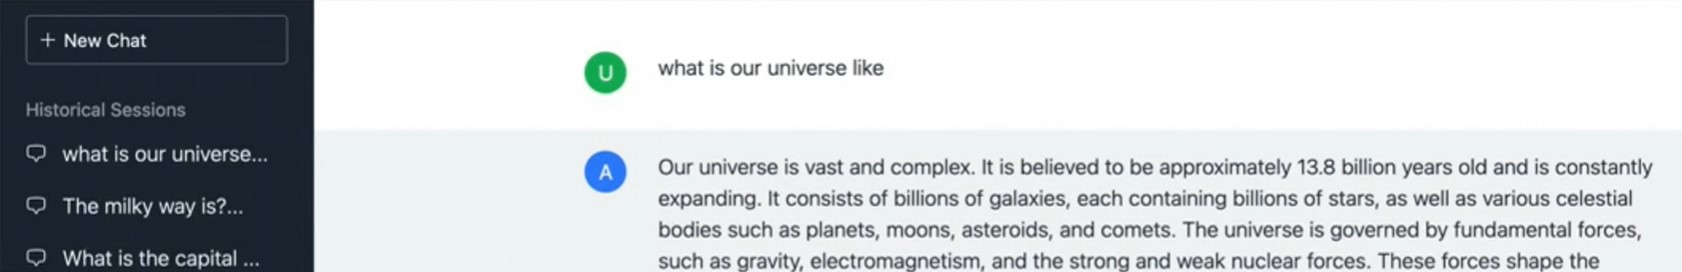 + New Chat
Historical Sessions
what is our universe...
The milky way is?...
What is the capital ...
U
what is our universe like
A
Our universe is vast and complex. It is believed to be approximately 13.8 billion years old and is constantly
expanding. It consists of billions of galaxies, each containing billions of stars, as well as various celestial
bodies such as planets, moons, asteroids, and comets. The universe is governed by fundamental forces,
such as gravity, electromagnetism, and the strong and weak nuclear forces. These forces shape the